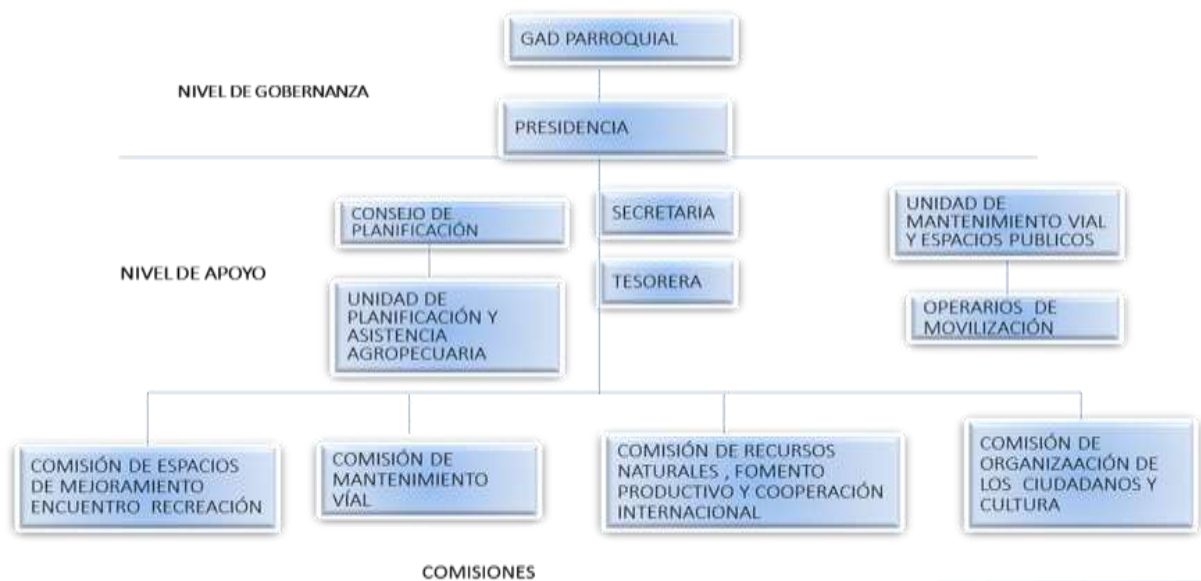 GAD PARROQUIAL
NIVEL DE GOBERNANZA
PRESIDENCIA
CONSEJO DE
PLANIFICACIÓN
SECRETARIA
UNIDAD DE
MANTENIMIENTO VIAL
Y ESPACIOS PUBLICOS
NIVEL DE APOYO
UNIDAD DE
PLANIFICACIÓN Y
ASISTENCIA
AGROPECUARIA
TESORERA
OPERARIOS DE
MOVILIZACIÓN
COMISIÓN DE ESPACIOS
DE MEJORAMIENTO
ENCUENTRO RECREACIÓN
COMISIÓN DE
MANTENIMIENTO
VÍAL
COMISIÓN DE RECURSOS
NATURALES , FOMENTO
PRODUCTIVO Y COOPERACIÓN
INTERNACIONAL
COMISIÓN DE
ORGANIZAACIÓN DE
LOS CIUDADANOS Y
CULTURA
COMISIONES